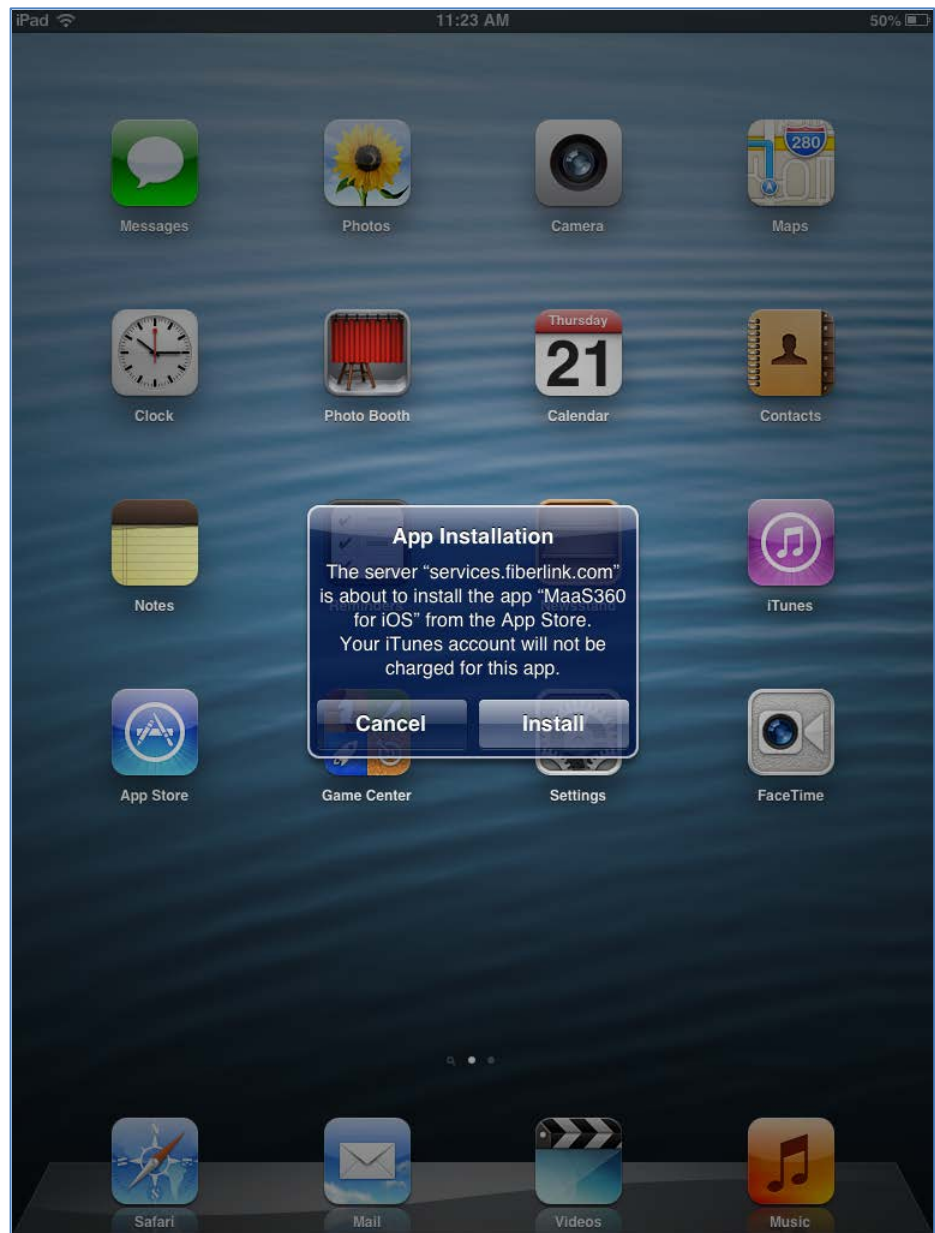 iPad
11:23 AM
50%
280
Messages
Photos
Camera
Maps
Thursday
21
Clock
Photo Booth
Calendar
Contacts
App Installation
The server “services.fiberlink.com”
is about to install the app “MaaS360
for iOS” from the App Store.
Your iTunes account will not be
charged for this app.
Notes
Reminders
Newsstand
iTunes
Cancel
Install
App Store
Game Center
Settings
FaceTime
N
W
E
S
Safari
Mail
Videos
Music